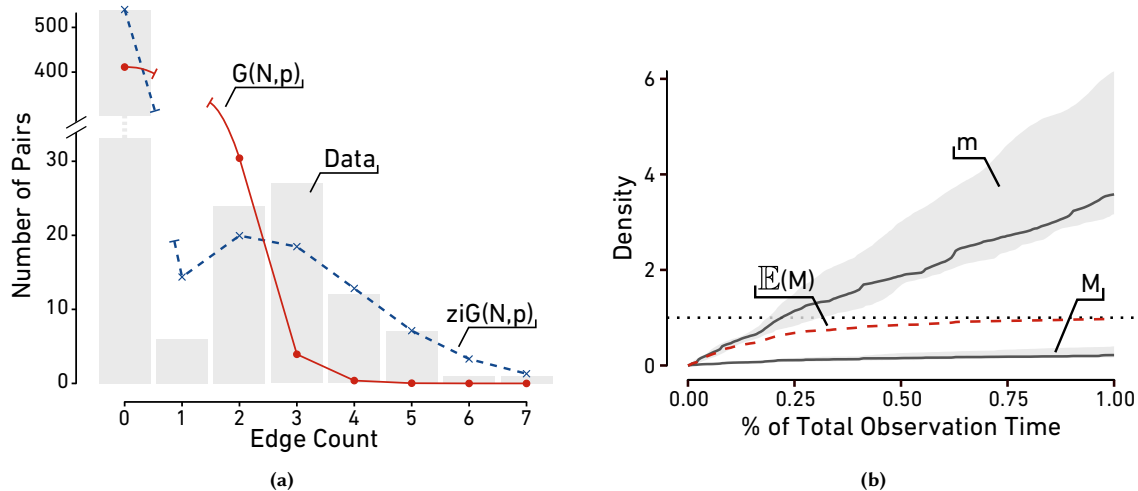 500
400
30
20
10
0
Number of Pairs
G(N,p)
Data
ziG(N,p)
0 1 2 3 4 5 6 7
Edge Count
(a)
6
4
2
0
Density
m
𝔼(M)
M
0.00 0.25 0.50 0.75 1.00
% of Total Observation Time
(b)